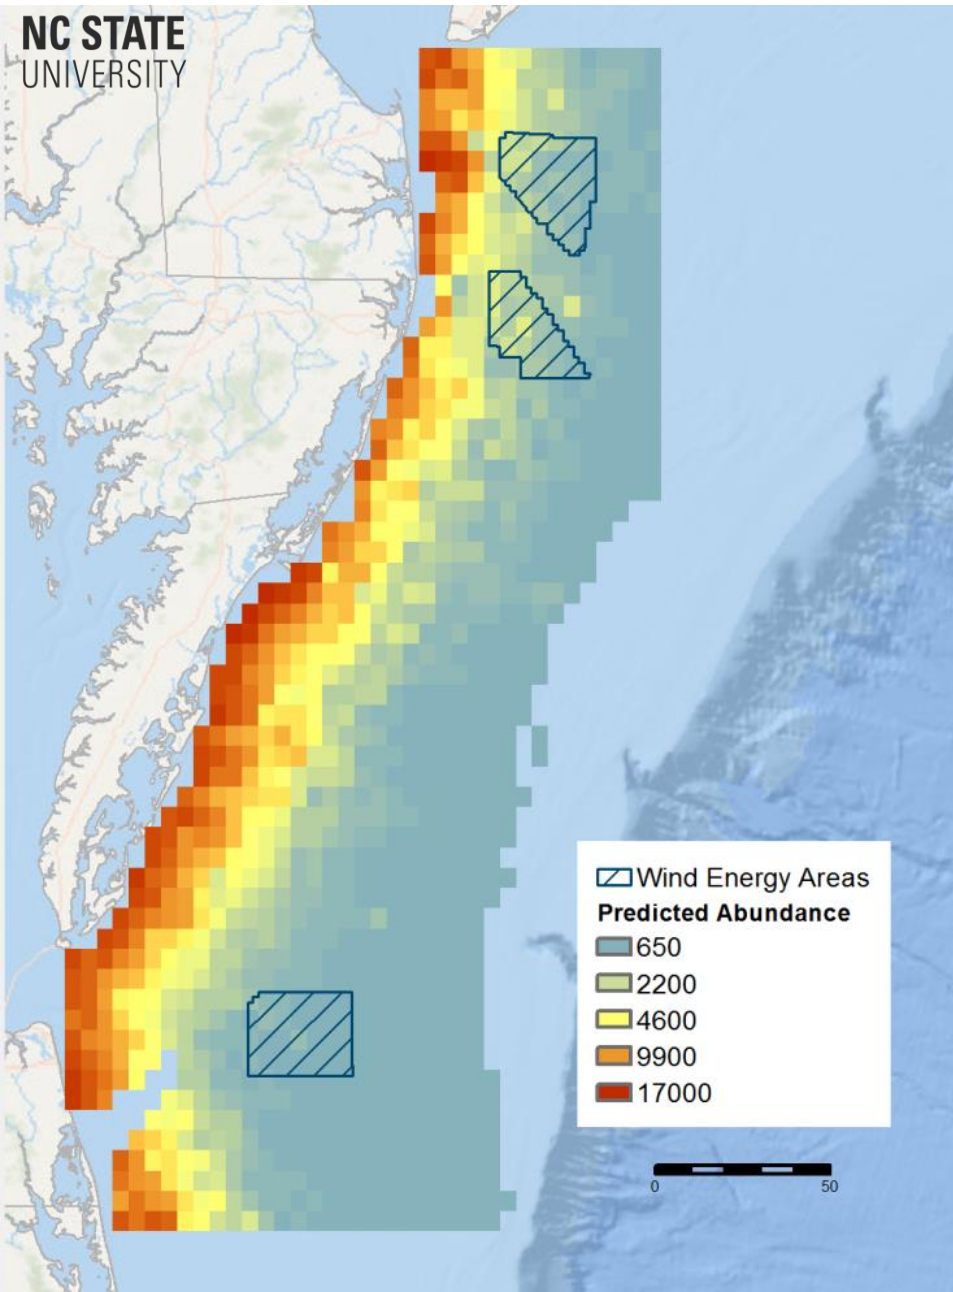 NC STATE
UNIVERSITY
Wind Energy Areas
Predicted Abundance
650
2200
4600
9900
17000
0 50